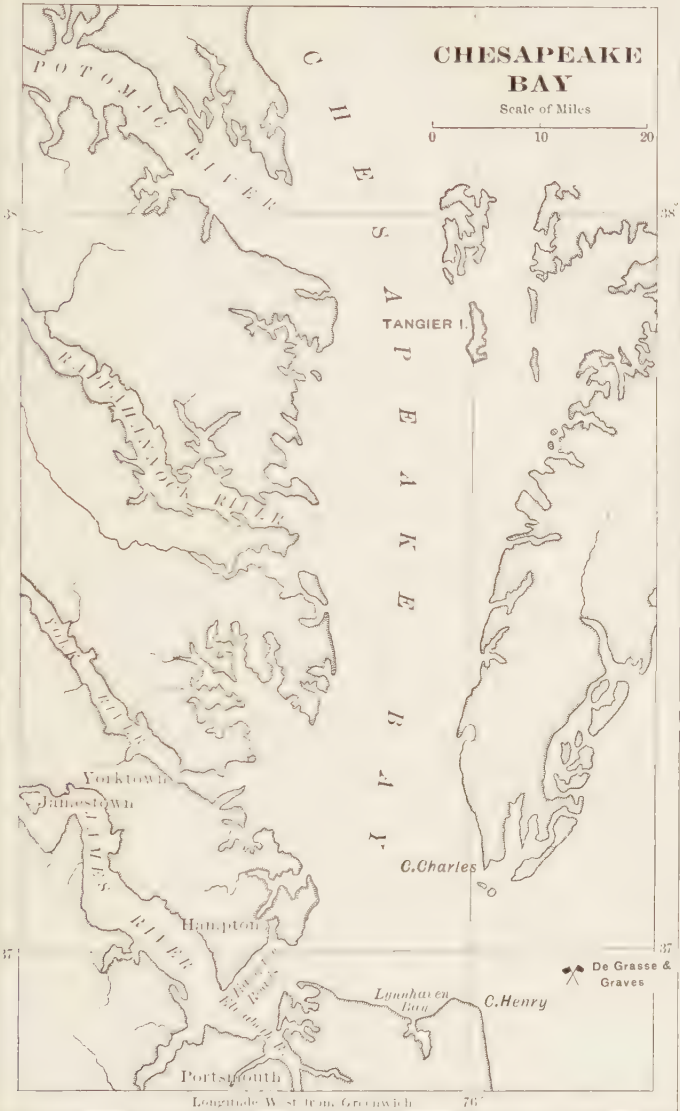 CHESAPEAKE
BAY
Scale of Miles
0 10 20
POTOMAC RIVER
CHESAPEAKE BAY
38° 38°
TANGIER I.
RAPPAHANNOCK RIVER
YORK RIVER
Yorktown
Jamestown
JAMES RIVER
C.Charles
Hampton
37 37
De Grasse &
Graves
Roads
Lynnhaven
Bay
C.Henry
Elizabeth
Portsmouth
Longitude West from Greenwich 76°